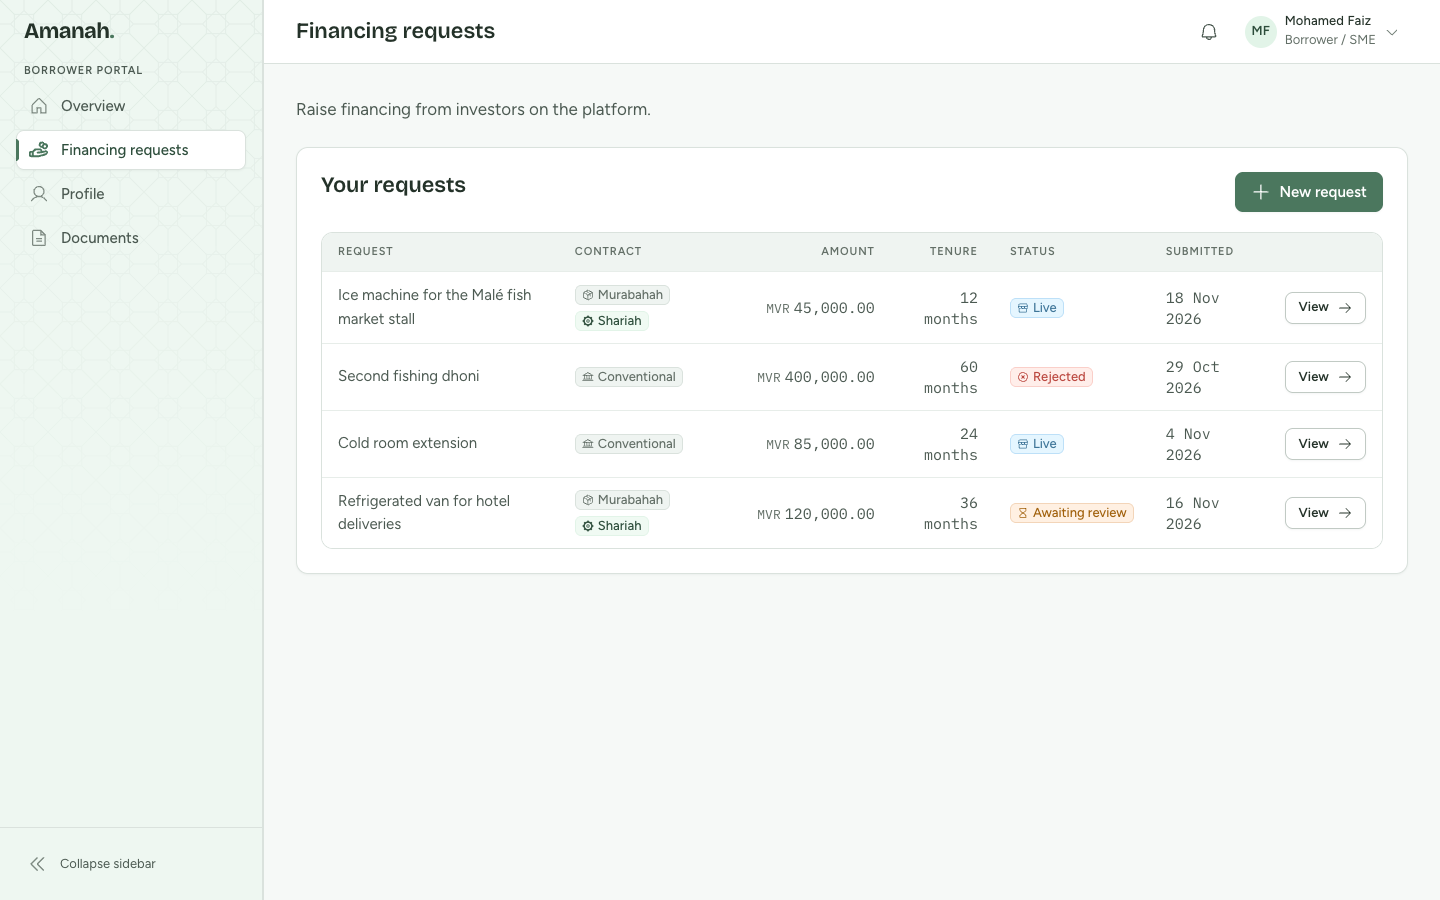 Amanah.
BORROWER PORTAL
Overview
Financing requests
Profile
Documents
Collapse sidebar
Financing requests
MF
Mohamed Faiz
Borrower / SME
Raise financing from investors on the platform.
Your requests
New request
REQUEST CONTRACT AMOUNT TENURE STATUS SUBMITTED
Ice machine for the Malé fish
market stall
Murabahah
Shariah
MVR 45,000.00
12
months
Live
18 Nov
2026
View
Second fishing dhoni
Conventional
MVR 400,000.00
60
months
Rejected
29 Oct
2026
View
Cold room extension
Conventional
MVR 85,000.00
24
months
Live
4 Nov
2026
View
Refrigerated van for hotel
deliveries
Murabahah
Shariah
MVR 120,000.00
36
months
Awaiting review
16 Nov
2026
View